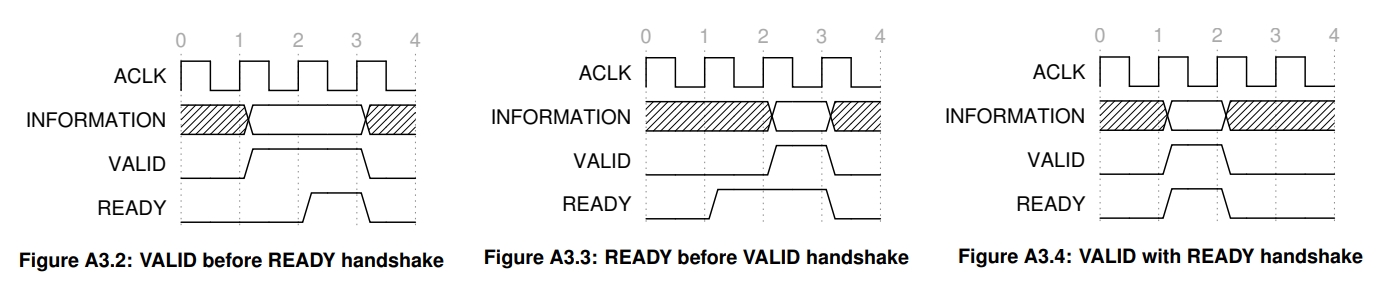 0 1 2 3 4
ACLK
INFORMATION
VALID
READY
Figure A3.2: VALID before READY handshake
0 1 2 3 4
ACLK
INFORMATION
VALID
READY
Figure A3.3: READY before VALID handshake
0 1 2 3 4
ACLK
INFORMATION
VALID
READY
Figure A3.4: VALID with READY handshake